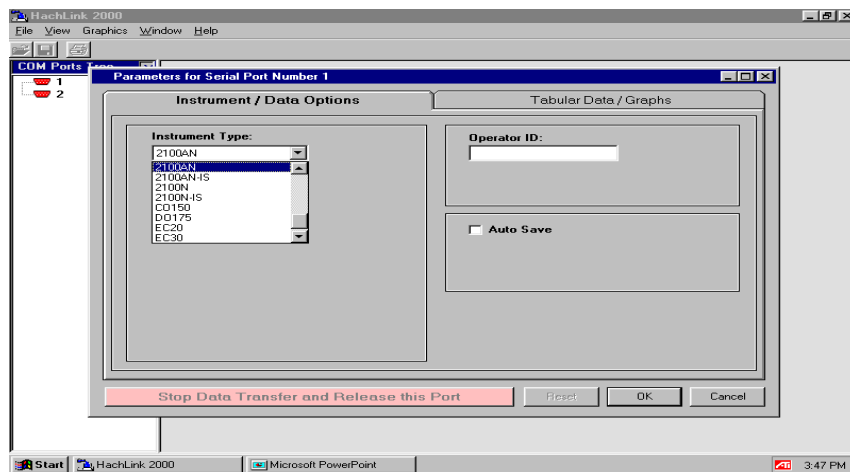 HachLink 2000
File View Graphics Window Help
COM Ports Tree
1
2
Parameters for Serial Port Number 1
Instrument / Data Options
Tabular Data / Graphs
Instrument Type:
2100AN
2100AN
2100AN-IS
2100N
2100N-IS
CO150
DO175
EC20
EC30
Operator ID:
Auto Save
Stop Data Transfer and Release this Port
Reset
OK
Cancel
Start
HachLink 2000
Microsoft PowerPoint
ATI
3:47 PM